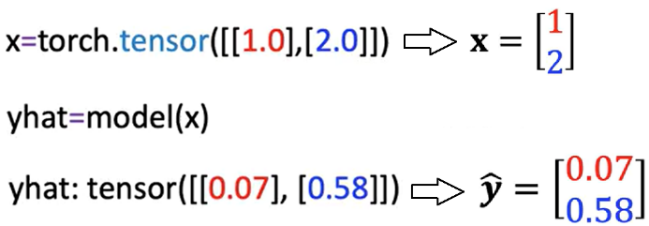 x=torch.tensor([[1.0],[2.0]]) ⇨ x = [1 2]
yhat=model(x)
yhat: tensor([[0.07], [0.58]]) ⇨ ŷ = [0.07 0.58]